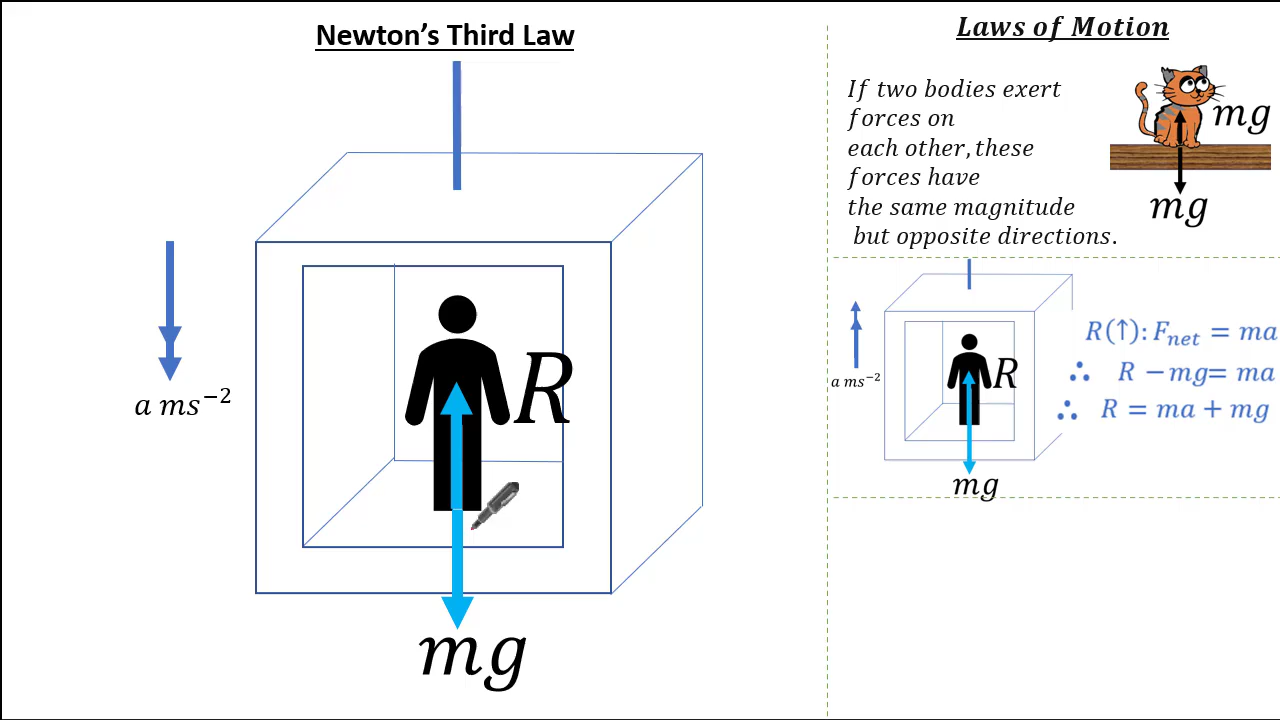 Newton's Third Law
a ms⁻²
R
mg
Laws of Motion
If two bodies exert
forces on
each other, these
forces have
the same magnitude
but opposite directions.
mg
mg
a ms⁻²
R
mg
R(↑): Fₙₑₜ = ma
∴ R − mg= ma
∴ R = ma + mg